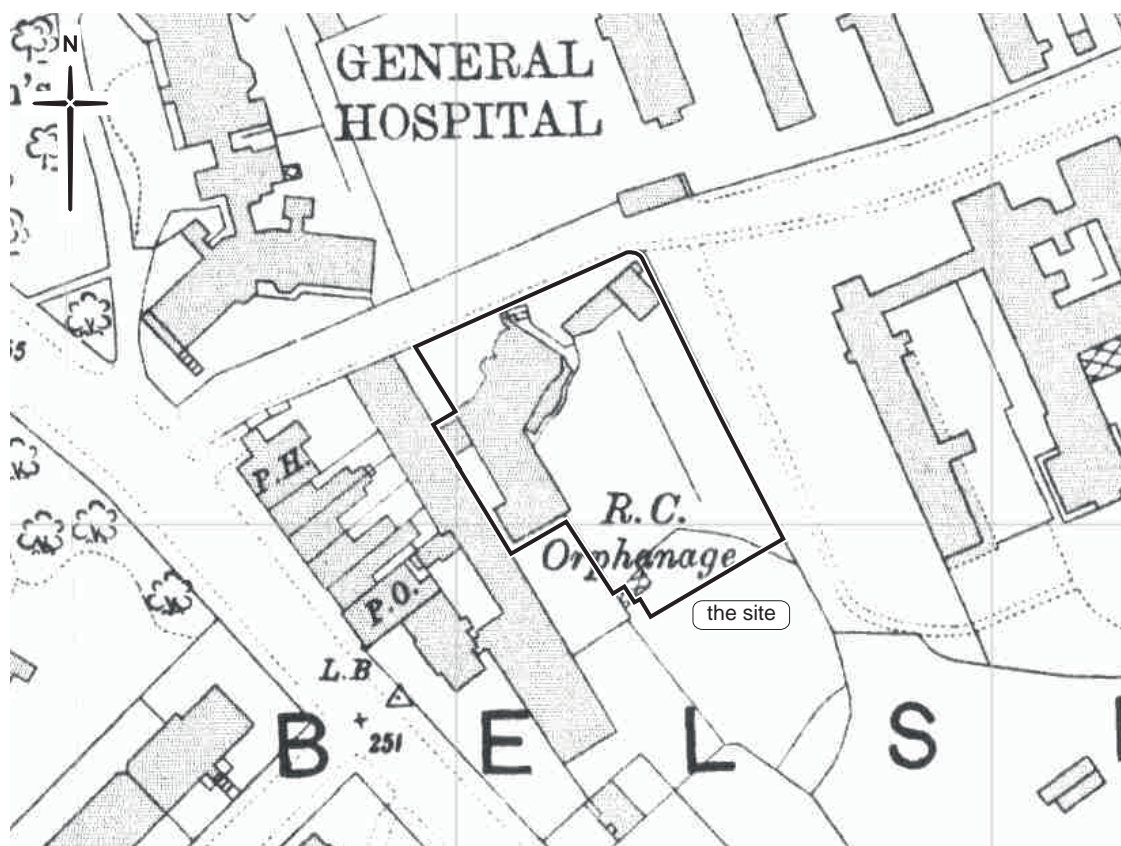 N
GENERAL
HOSPITAL
n's
P.H.
R.C.
Orphanage
P.O.
the site
L.B
251
B E L S